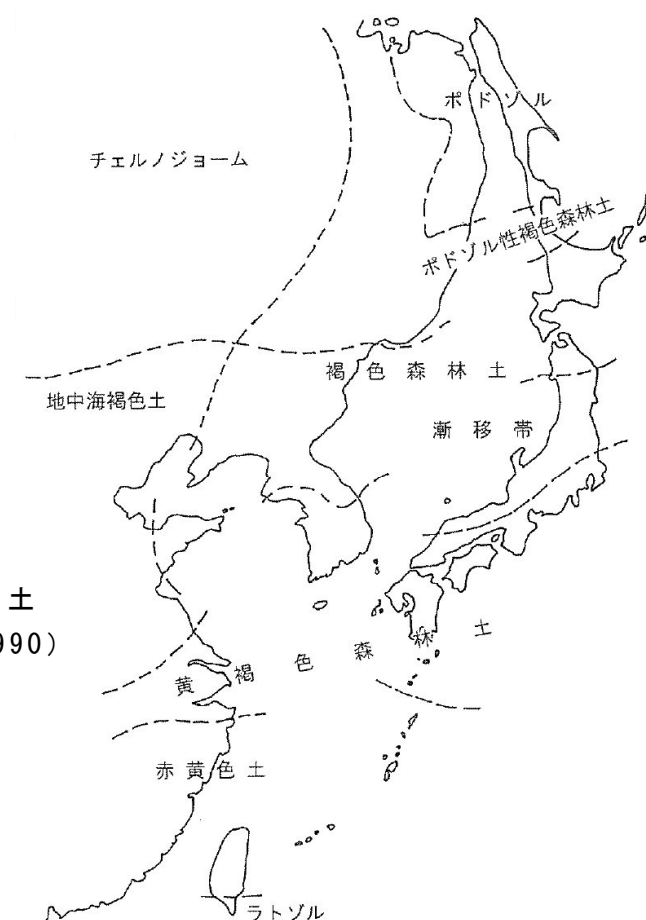 ポドゾル
チェルノジョーム
ポドゾル性褐色森林土
褐色森林土
地中海褐色土
漸移帯
土
990)
黄褐色森林土
赤黄色土
ラトゾル